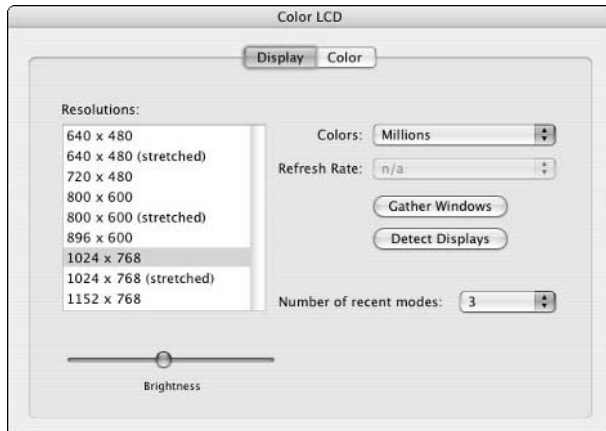 Color LCD
Display Color
Resolutions:
640 x 480
640 x 480 (stretched)
720 x 480
800 x 600
800 x 600 (stretched)
896 x 600
1024 x 768
1024 x 768 (stretched)
1152 x 768
Colors: Millions
Refresh Rate: n/a
Gather Windows
Detect Displays
Number of recent modes: 3
Brightness